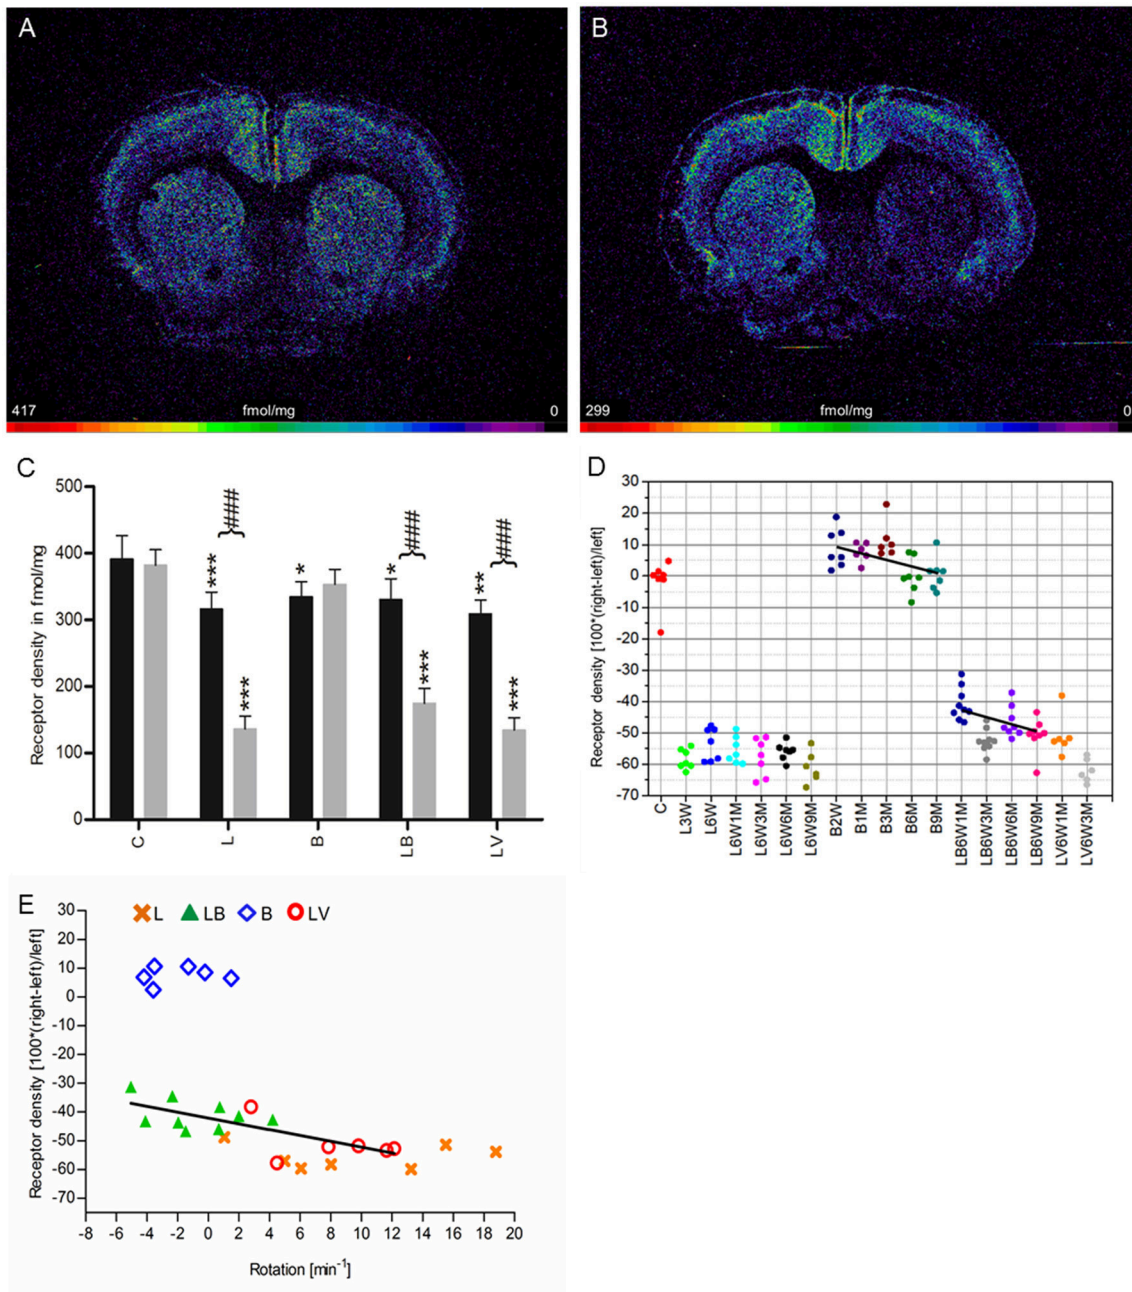 A
417 fmol/mg 0
B
299 fmol/mg 0
C
Receptor density in fmol/mg
500
400
300
200
100
0
***
***
###
*
*
***
###
**
***
###
C L B LB LV
D
Receptor density [100*(right-left)/left]
30
20
10
0
-10
-20
-30
-40
-50
-60
-70
C L3W L6W L6W1M L6W3M L6W6M L6W9M B2W B1M B3M B6M B9M LB6W1M LB6W3M LB6W6M LB6W9M LV6W1M LV6W3M
E
L LB B LV
Receptor density [100*(right-left)/left]
30
20
10
0
-10
-20
-30
-40
-50
-60
-70
-8 -6 -4 -2 0 2 4 6 8 10 12 14 16 18 20
Rotation [min-1]